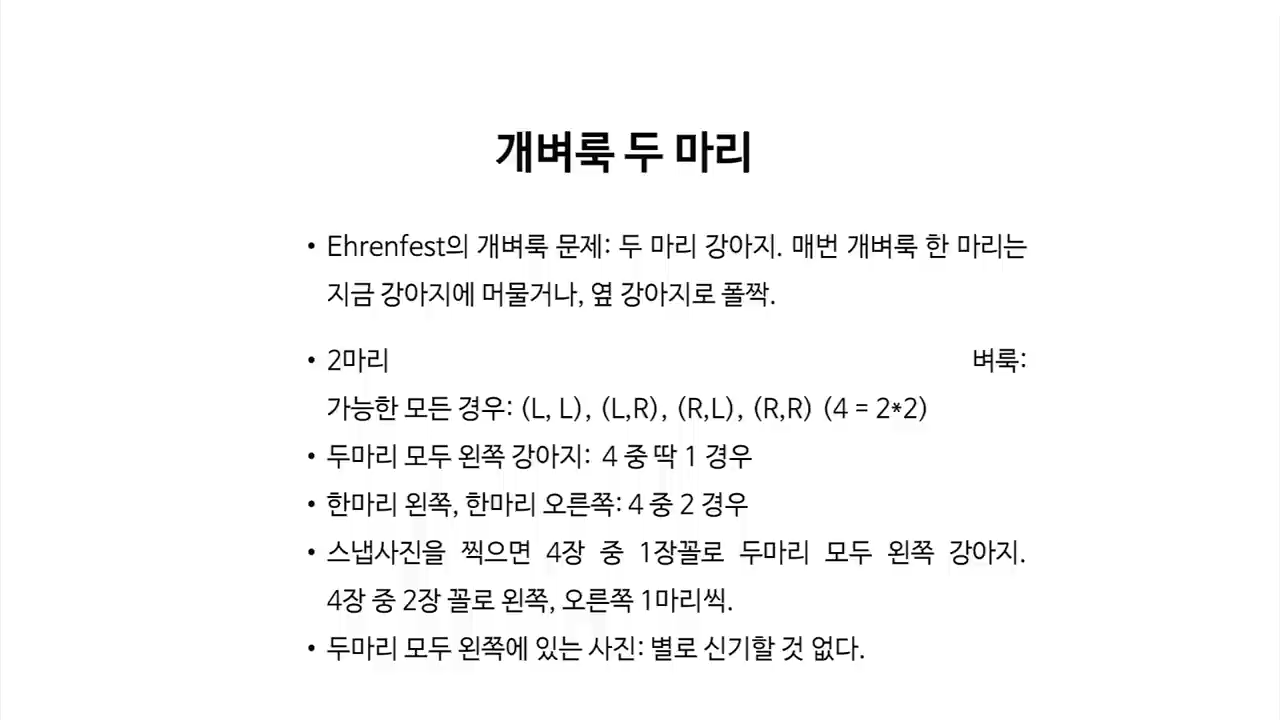 개벼룩 두 마리
• Ehrenfest의 개벼룩 문제: 두 마리 강아지. 매번 개벼룩 한 마리는
지금 강아지에 머물거나, 옆 강아지로 폴짝.
• 2마리 벼룩:
가능한 모든 경우: (L, L), (L,R), (R,L), (R,R) (4 = 2*2)
• 두마리 모두 왼쪽 강아지: 4 중 딱 1 경우
• 한마리 왼쪽, 한마리 오른쪽: 4 중 2 경우
• 스냅사진을 찍으면 4장 중 1장꼴로 두마리 모두 왼쪽 강아지.
4장 중 2장 꼴로 왼쪽, 오른쪽 1마리씩.
• 두마리 모두 왼쪽에 있는 사진: 별로 신기할 것 없다.